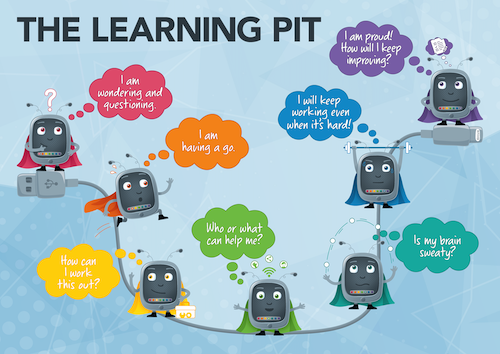 THE LEARNING PIT
I am proud!
How will I keep
improving?
I am
wondering and
questioning.
?
I will keep
working even
when it's hard!
I am
having a go.
Who or what
can help me?
Is my brain
sweaty?
How can
I work
this out?